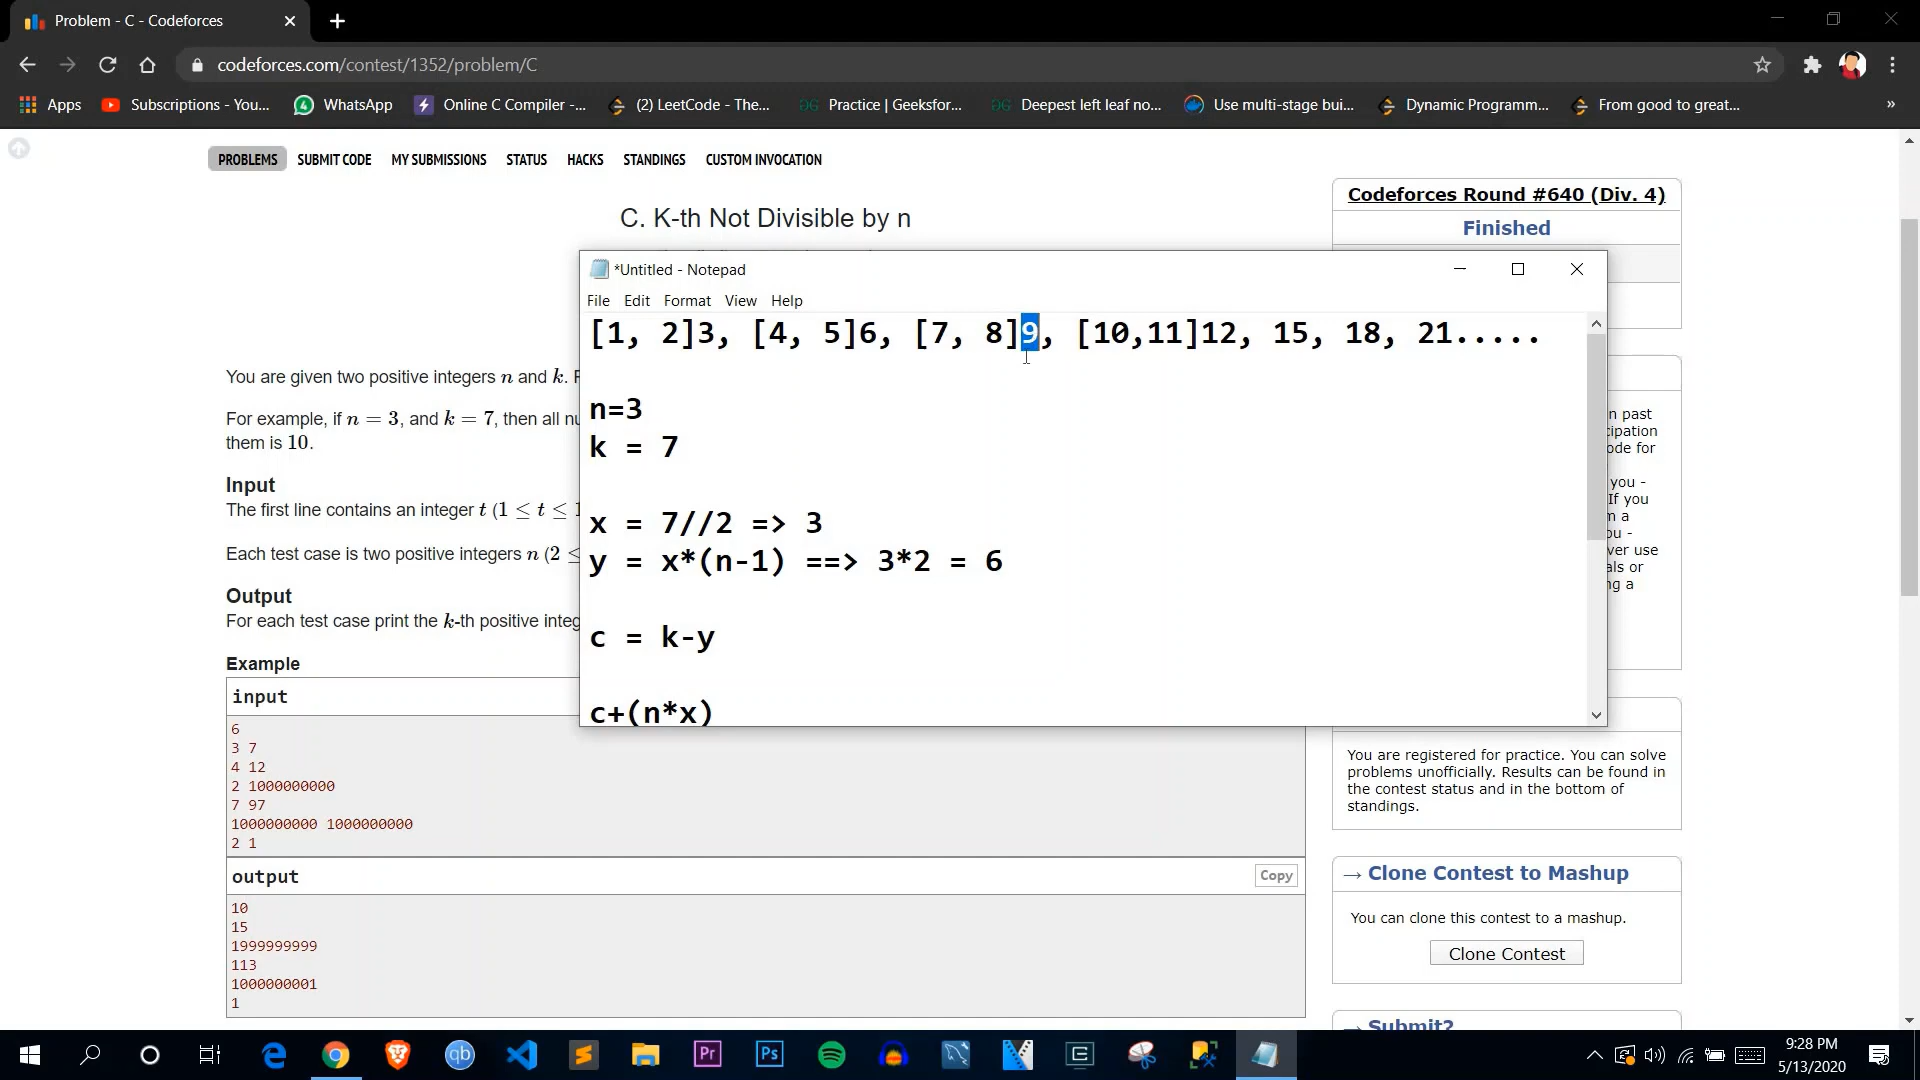 Problem - C - Codeforces
codeforces.com/contest/1352/problem/C
Apps Subscriptions - You... WhatsApp Online C Compiler -... (2) LeetCode - The... Practice | Geeksfor... Deepest left leaf no... Use multi-stage bui... Dynamic Programm... From good to great... »
PROBLEMS SUBMIT CODE MY SUBMISSIONS STATUS HACKS STANDINGS CUSTOM INVOCATION
C. K-th Not Divisible by n
*Untitled - Notepad
File Edit Format View Help
[1, 2]3, [4, 5]6, [7, 8]9, [10,11]12, 15, 18, 21.....
n=3
k = 7
x = 7//2 => 3
y = x*(n-1) ==> 3*2 = 6
c = k-y
c+(n*x)
You are given two positive integers n and k.
For example, if n = 3, and k = 7, then all nu
them is 10.
Input
The first line contains an integer t (1 ≤ t ≤ 1
Each test case is two positive integers n (2 ≤
Output
For each test case print the k-th positive integ
Example
input
6
3 7
4 12
2 1000000000
7 97
1000000000 1000000000
2 1
output
Copy
10
15
1999999999
113
1000000001
1
Codeforces Round #640 (Div. 4)
Finished
n past
cipation
ode for
you -
If you
m a
ou -
ver use
als or
ng a
You are registered for practice. You can solve
problems unofficially. Results can be found in
the contest status and in the bottom of
standings.
→ Clone Contest to Mashup
You can clone this contest to a mashup.
Clone Contest
→ Submit?
qb Pr Ps
9:28 PM
5/13/2020